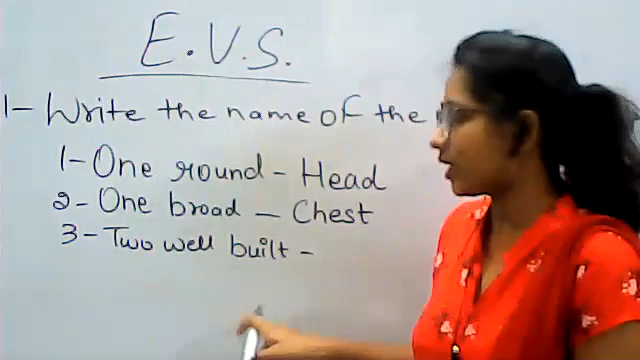 E.V.S.
1- Write the name of the
1- One round - Head
2- One broad - Chest
3- Two well built -